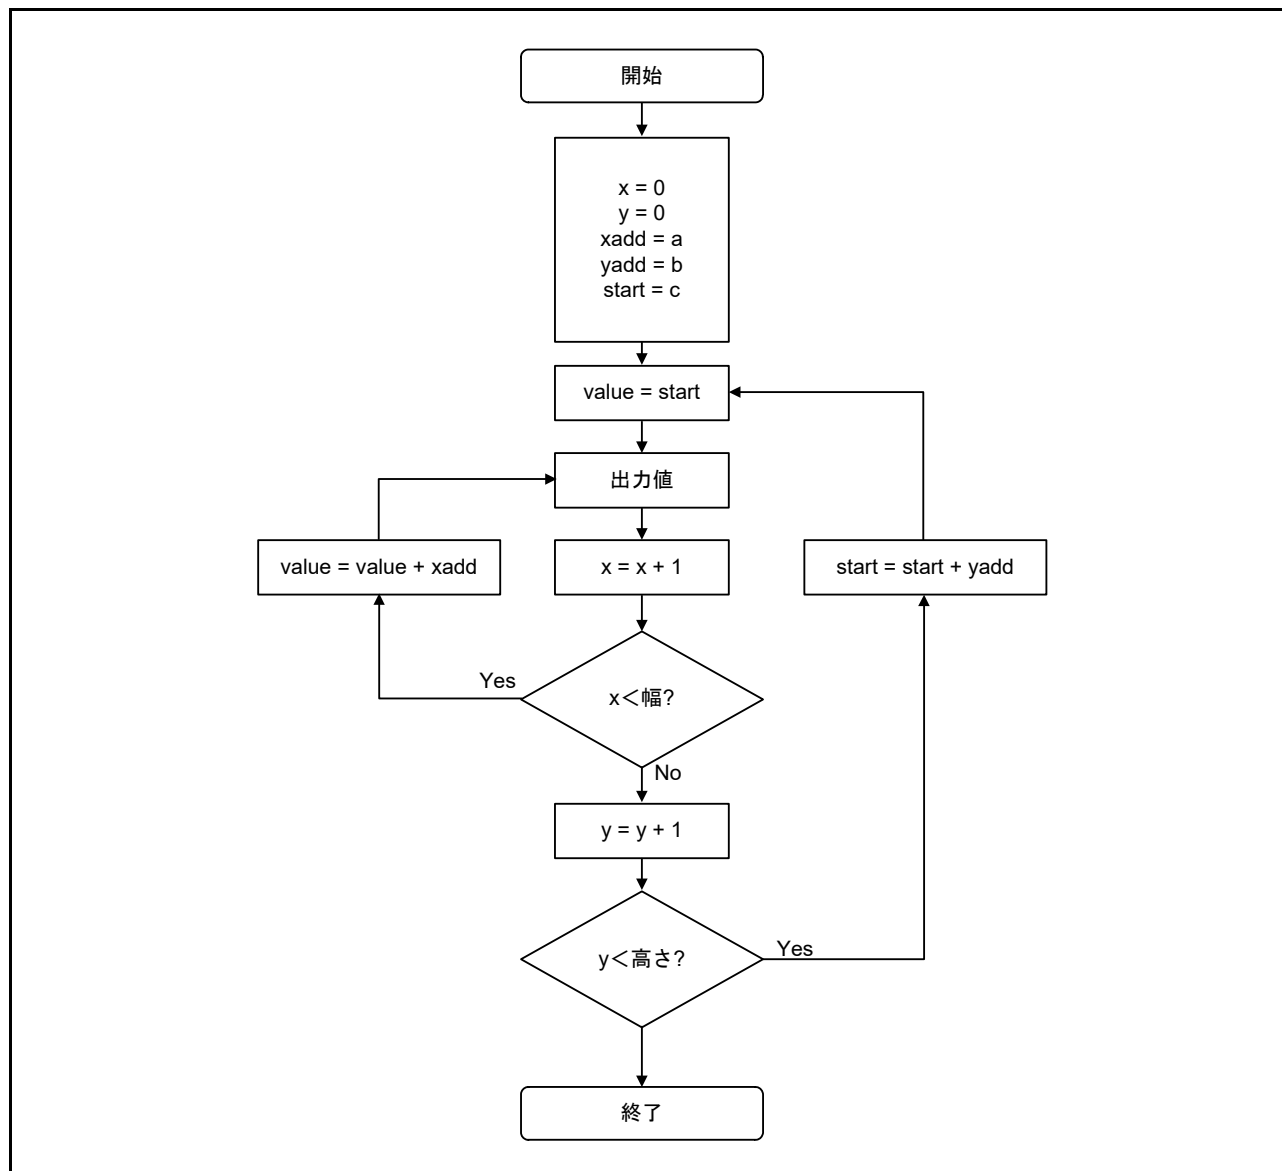 開始
x = 0
y = 0
xadd = a
yadd = b
start = c
value = start
出力値
value = value + xadd
x = x + 1
start = start + yadd
Yes
x＜幅?
No
y = y + 1
y＜高さ?
Yes
終了